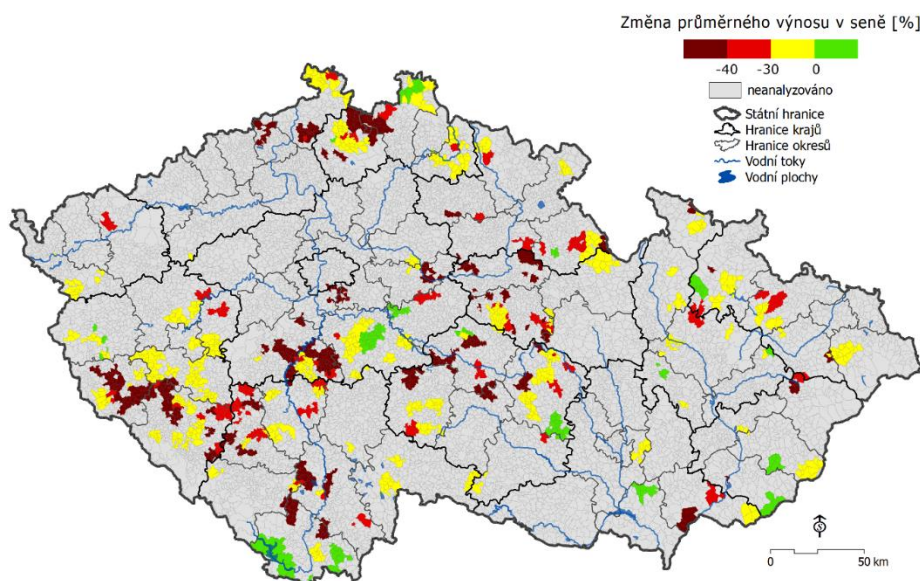 Změna průměrného výnosu v seně [%]
-40 -30 0
neanalyzováno
Státní hranice
Hranice krajů
Hranice okresů
Vodní toky
Vodní plochy
S
0 50 km